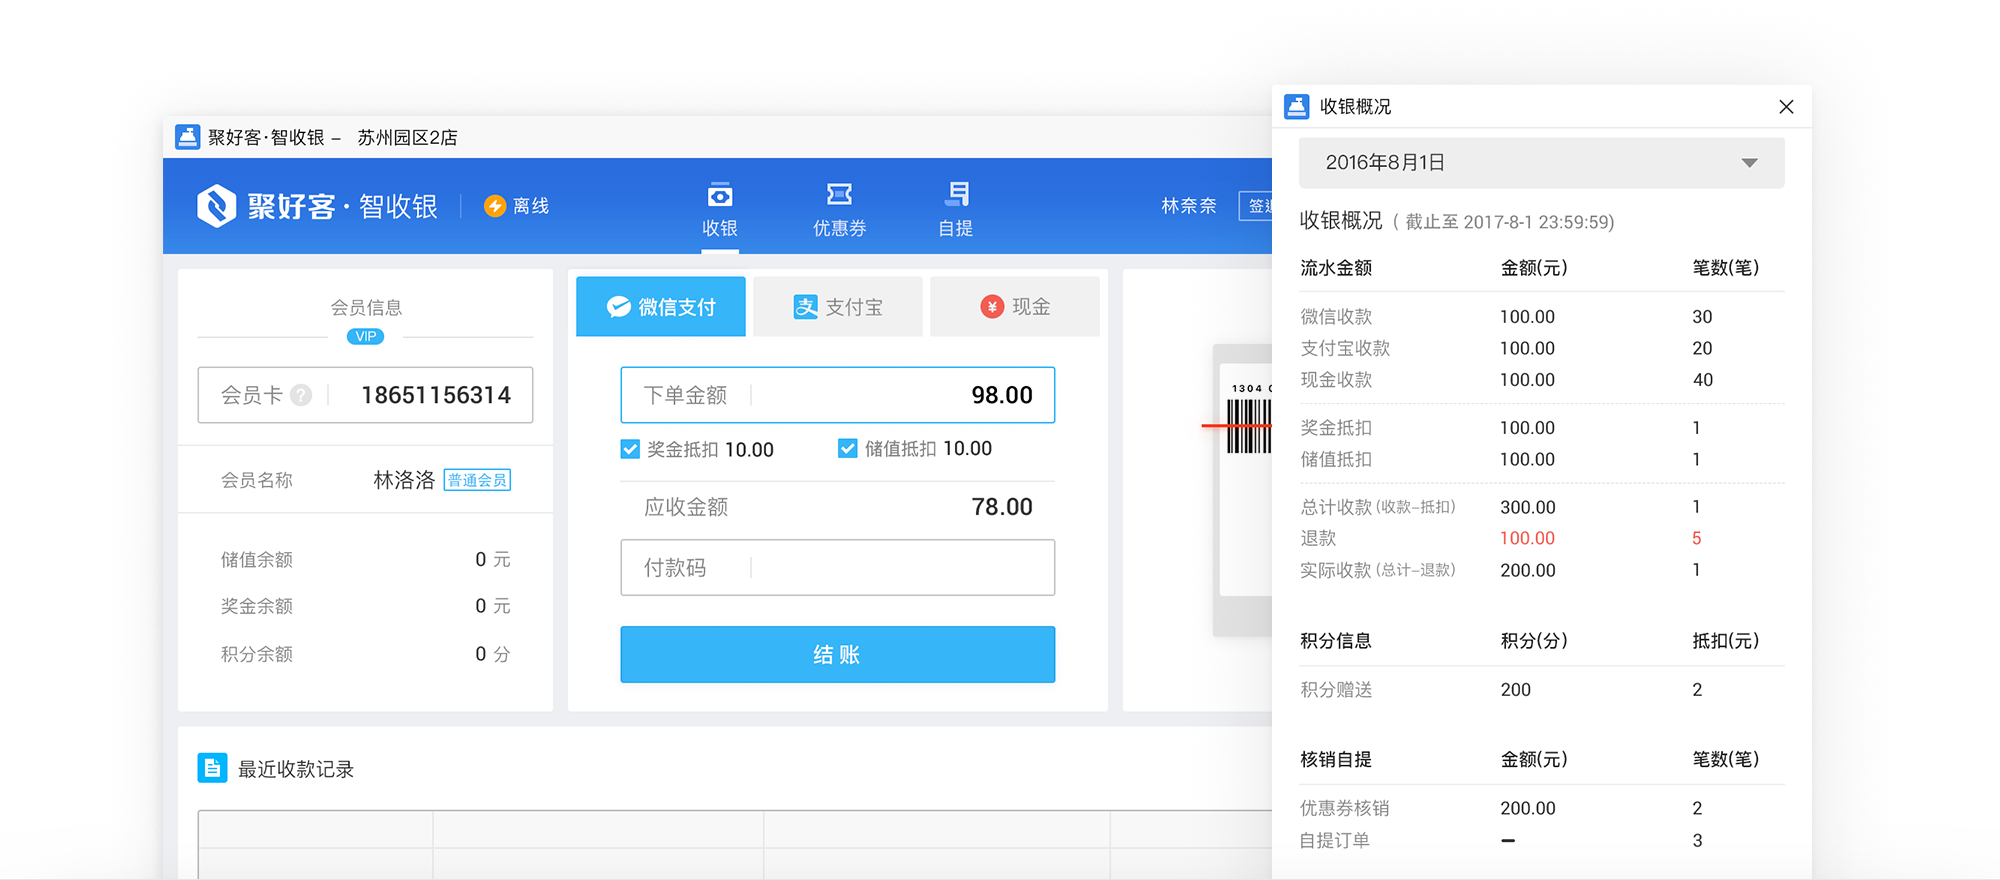 聚好客·智收银 – 苏州园区2店
聚好客·智收银
离线
收银
优惠券
自提
林奈奈
会员信息
VIP
会员卡 ? 18651156314
会员名称 林洛洛 普通会员
储值余额 0 元
奖金余额 0 元
积分余额 0 分
微信支付
支付宝
¥ 现金
下单金额 98.00
奖金抵扣 10.00 储值抵扣 10.00
应收金额 78.00
付款码
结账
1304
最近收款记录
收银概况
2016年8月1日
收银概况 ( 截止至 2017-8-1 23:59:59)
流水金额 金额(元) 笔数(笔)
微信收款 100.00 30
支付宝收款 100.00 20
现金收款 100.00 40
奖金抵扣 100.00 1
储值抵扣 100.00 1
总计收款(收款–抵扣) 300.00 1
退款 100.00 5
实际收款(总计–退款) 200.00 1
积分信息 积分(分) 抵扣(元)
积分赠送 200 2
核销自提 金额(元) 笔数(笔)
优惠券核销 200.00 2
自提订单 – 3